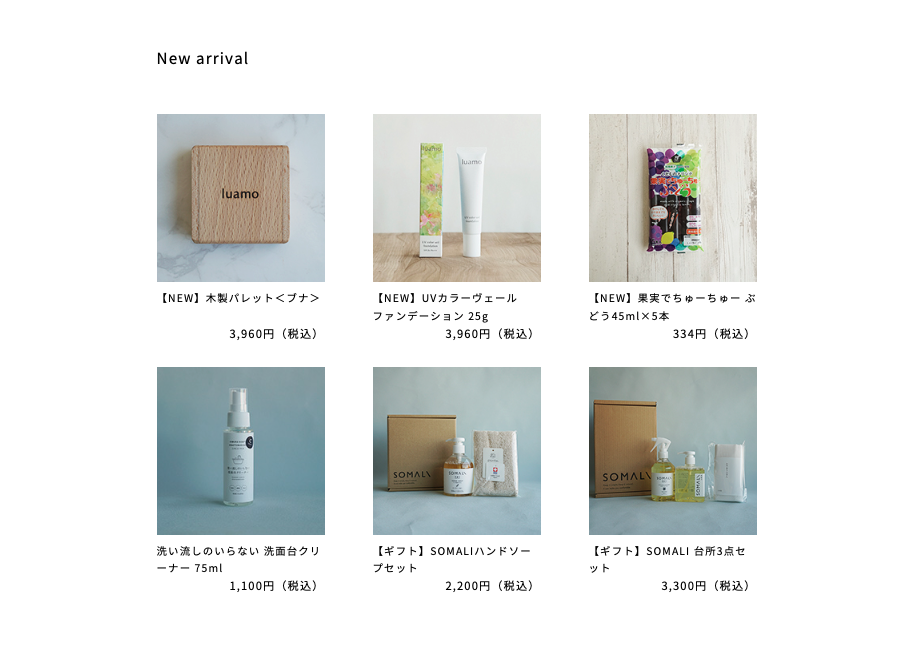 New arrival
luamo
luamo
luamo
【NEW】木製パレット＜ブナ＞
3,960円（税込）
【NEW】UVカラーヴェール
ファンデーション 25g
3,960円（税込）
【NEW】果実でちゅーちゅー ぶ
どう45ml×5本
334円（税込）
SOMALI
SOMALI
SOMALI
洗い流しのいらない 洗面台クリ
ーナー 75ml
1,100円（税込）
【ギフト】SOMALIハンドソー
プセット
2,200円（税込）
【ギフト】SOMALI 台所3点セ
ット
3,300円（税込）